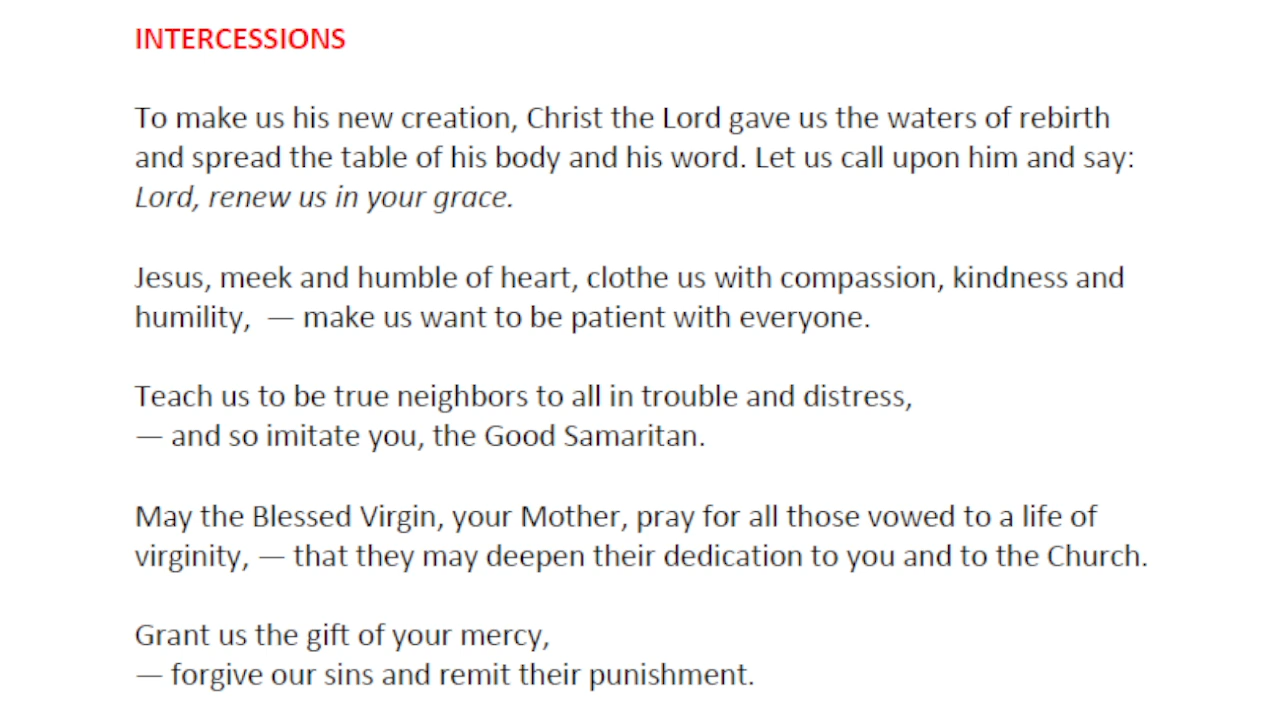 INTERCESSIONS
To make us his new creation, Christ the Lord gave us the waters of rebirth
and spread the table of his body and his word. Let us call upon him and say:
Lord, renew us in your grace.
Jesus, meek and humble of heart, clothe us with compassion, kindness and
humility,  — make us want to be patient with everyone.
Teach us to be true neighbors to all in trouble and distress,
— and so imitate you, the Good Samaritan.
May the Blessed Virgin, your Mother, pray for all those vowed to a life of
virginity, — that they may deepen their dedication to you and to the Church.
Grant us the gift of your mercy,
— forgive our sins and remit their punishment.